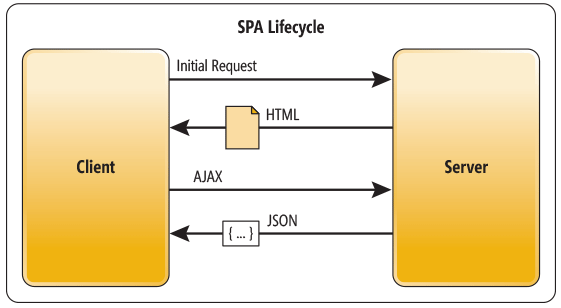 SPA Lifecycle
Initial Request
HTML
Client
Server
AJAX
JSON
{ ... }